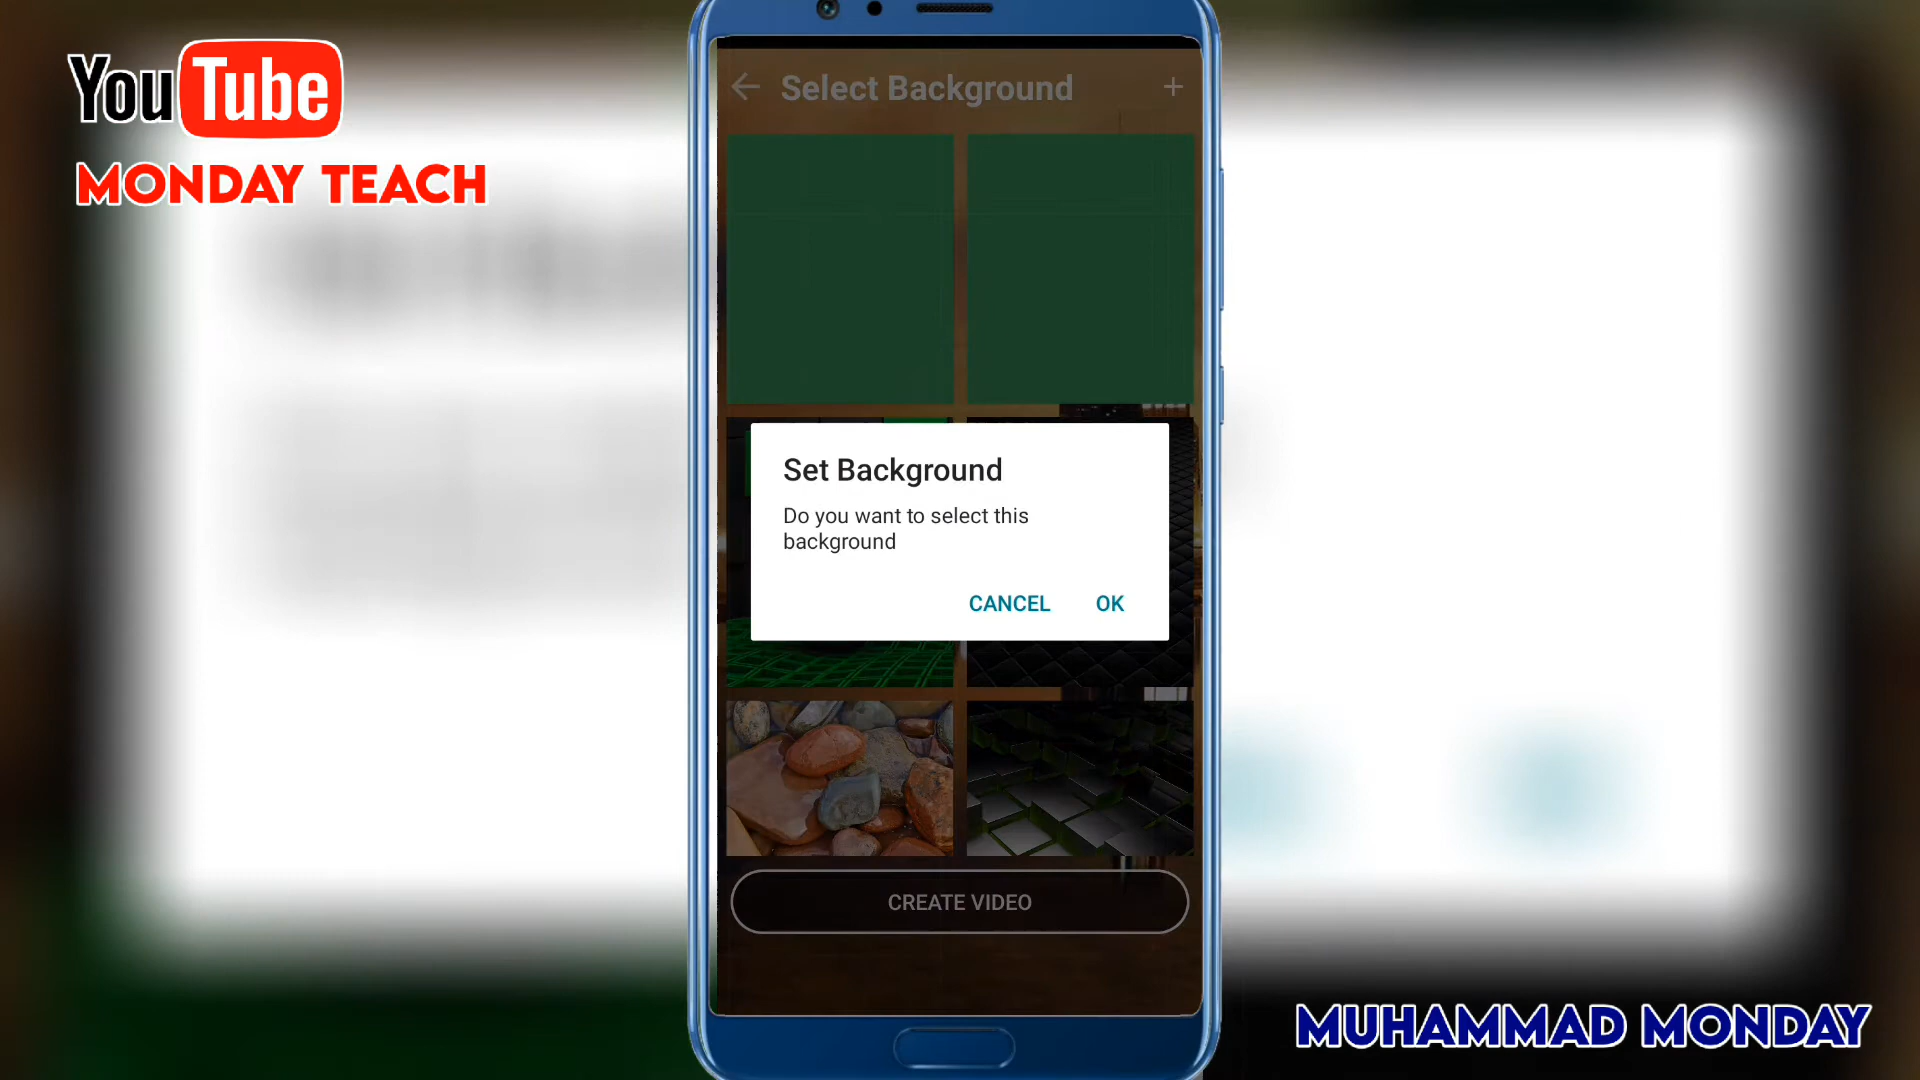 YouTube
MONDAY TEACH
Select Background
Set Background
Do you want to select this
background
CANCEL OK
CREATE VIDEO
MUHAMMAD MONDAY